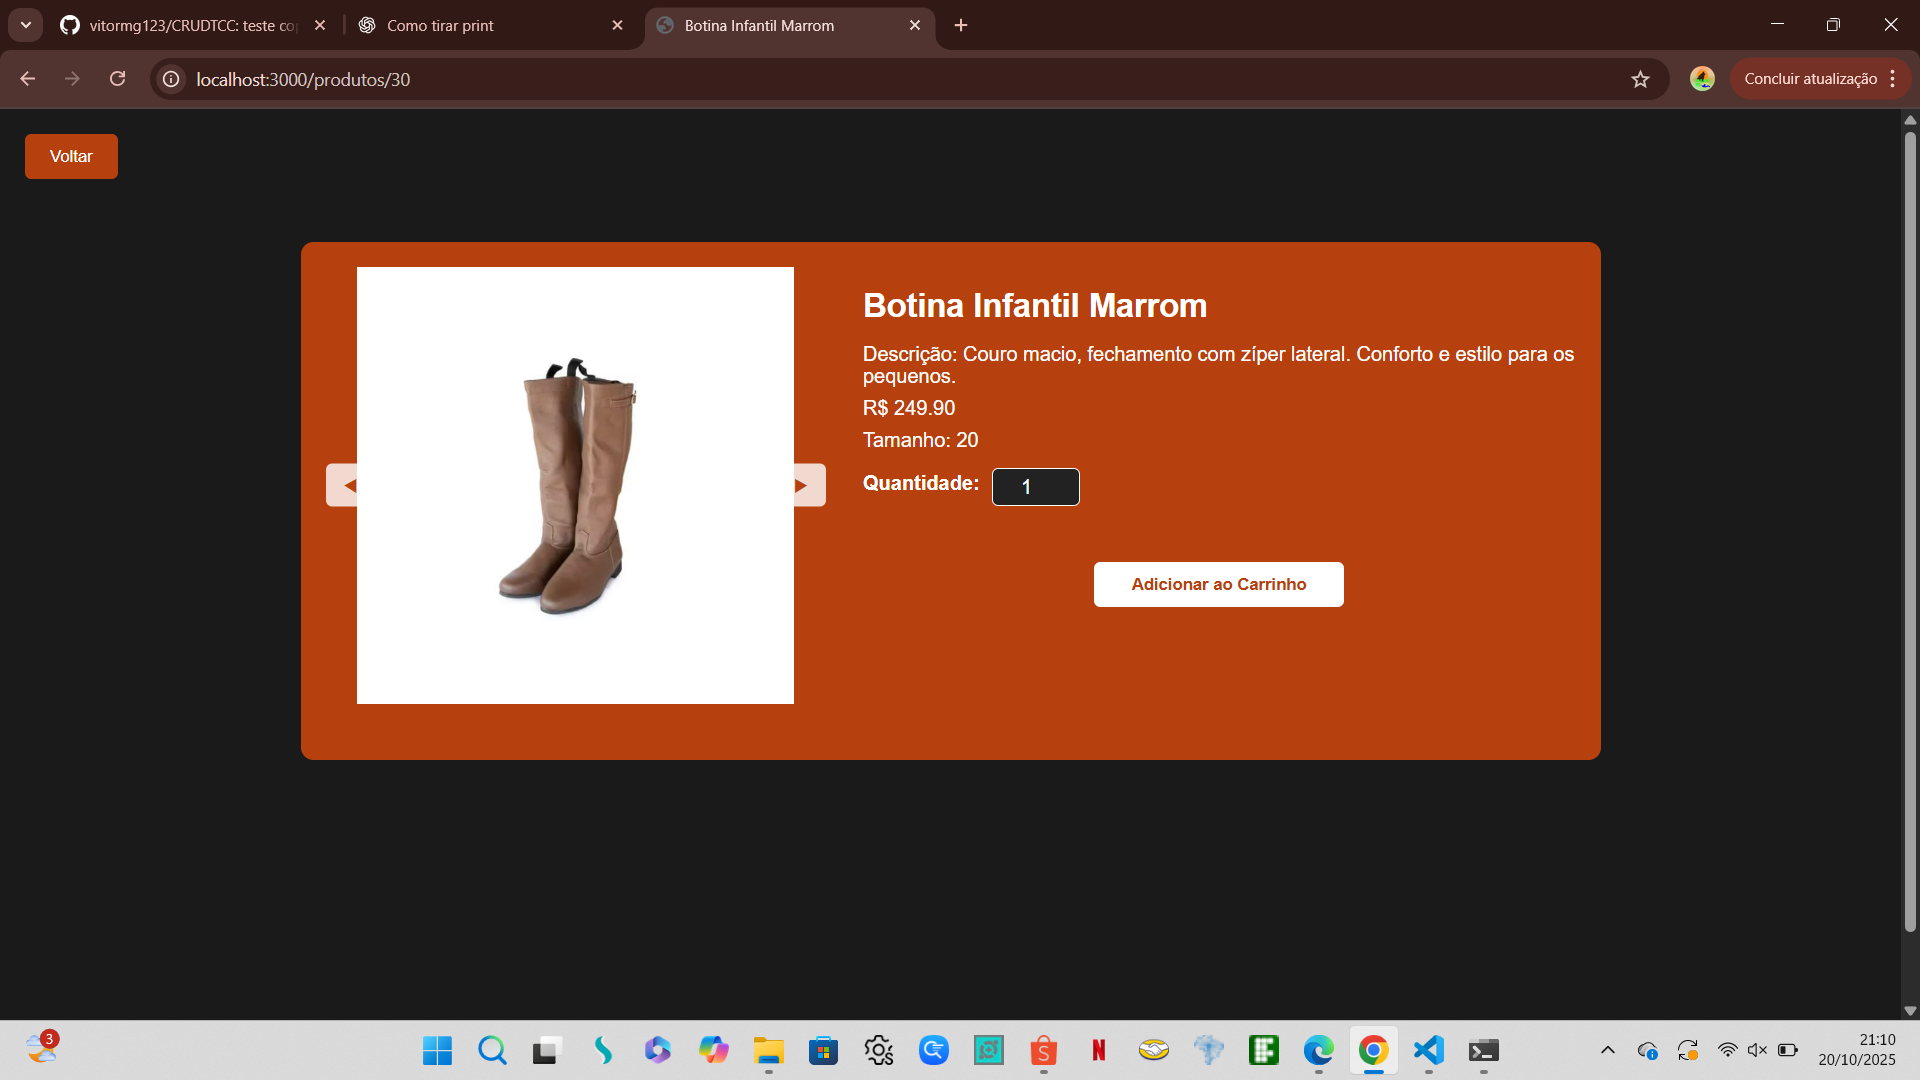 vitormg123/CRUDTCC: teste co
Como tirar print
Botina Infantil Marrom
localhost:3000/produtos/30
Concluir atualização
Voltar
Botina Infantil Marrom
Descrição: Couro macio, fechamento com zíper lateral. Conforto e estilo para os
pequenos.
R$ 249.90
Tamanho: 20
Quantidade: 1
Adicionar ao Carrinho
3
21:10
20/10/2025